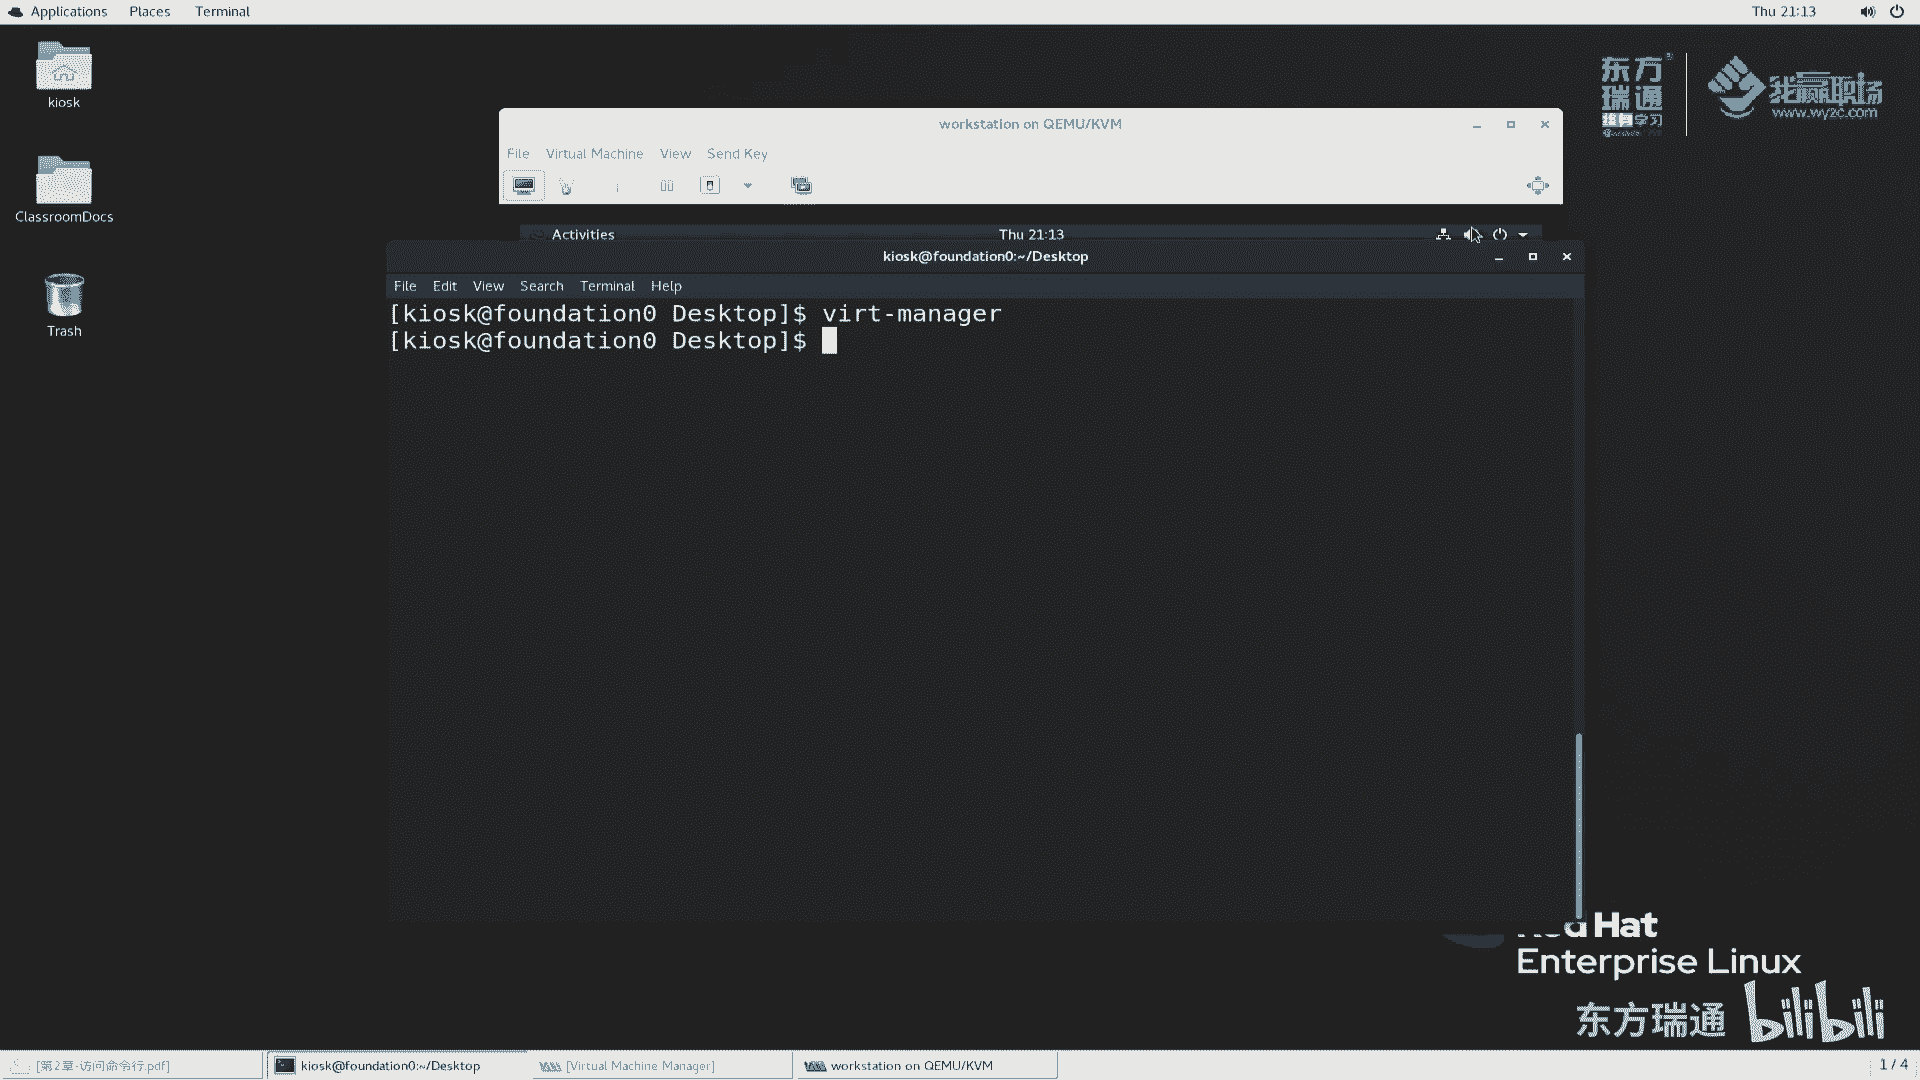 Applications Places Terminal
Thu 21:13
kiosk
ClassroomDocs
Trash
东方
瑞通
终身学习
我赢职场
www.wyzc.com
workstation on QEMU/KVM
File Virtual Machine View Send Key
Activities
Thu 21:13
kiosk@foundation0:~/Desktop
File Edit View Search Terminal Help
[kiosk@foundation0 Desktop]$ virt-manager
[kiosk@foundation0 Desktop]$
Hat
Enterprise Linux
东方瑞通 bilibili
[第2章-访问命令行.pdf]
kiosk@foundation0:~/Desktop
[Virtual Machine Manager]
workstation on QEMU/KVM
1 / 4